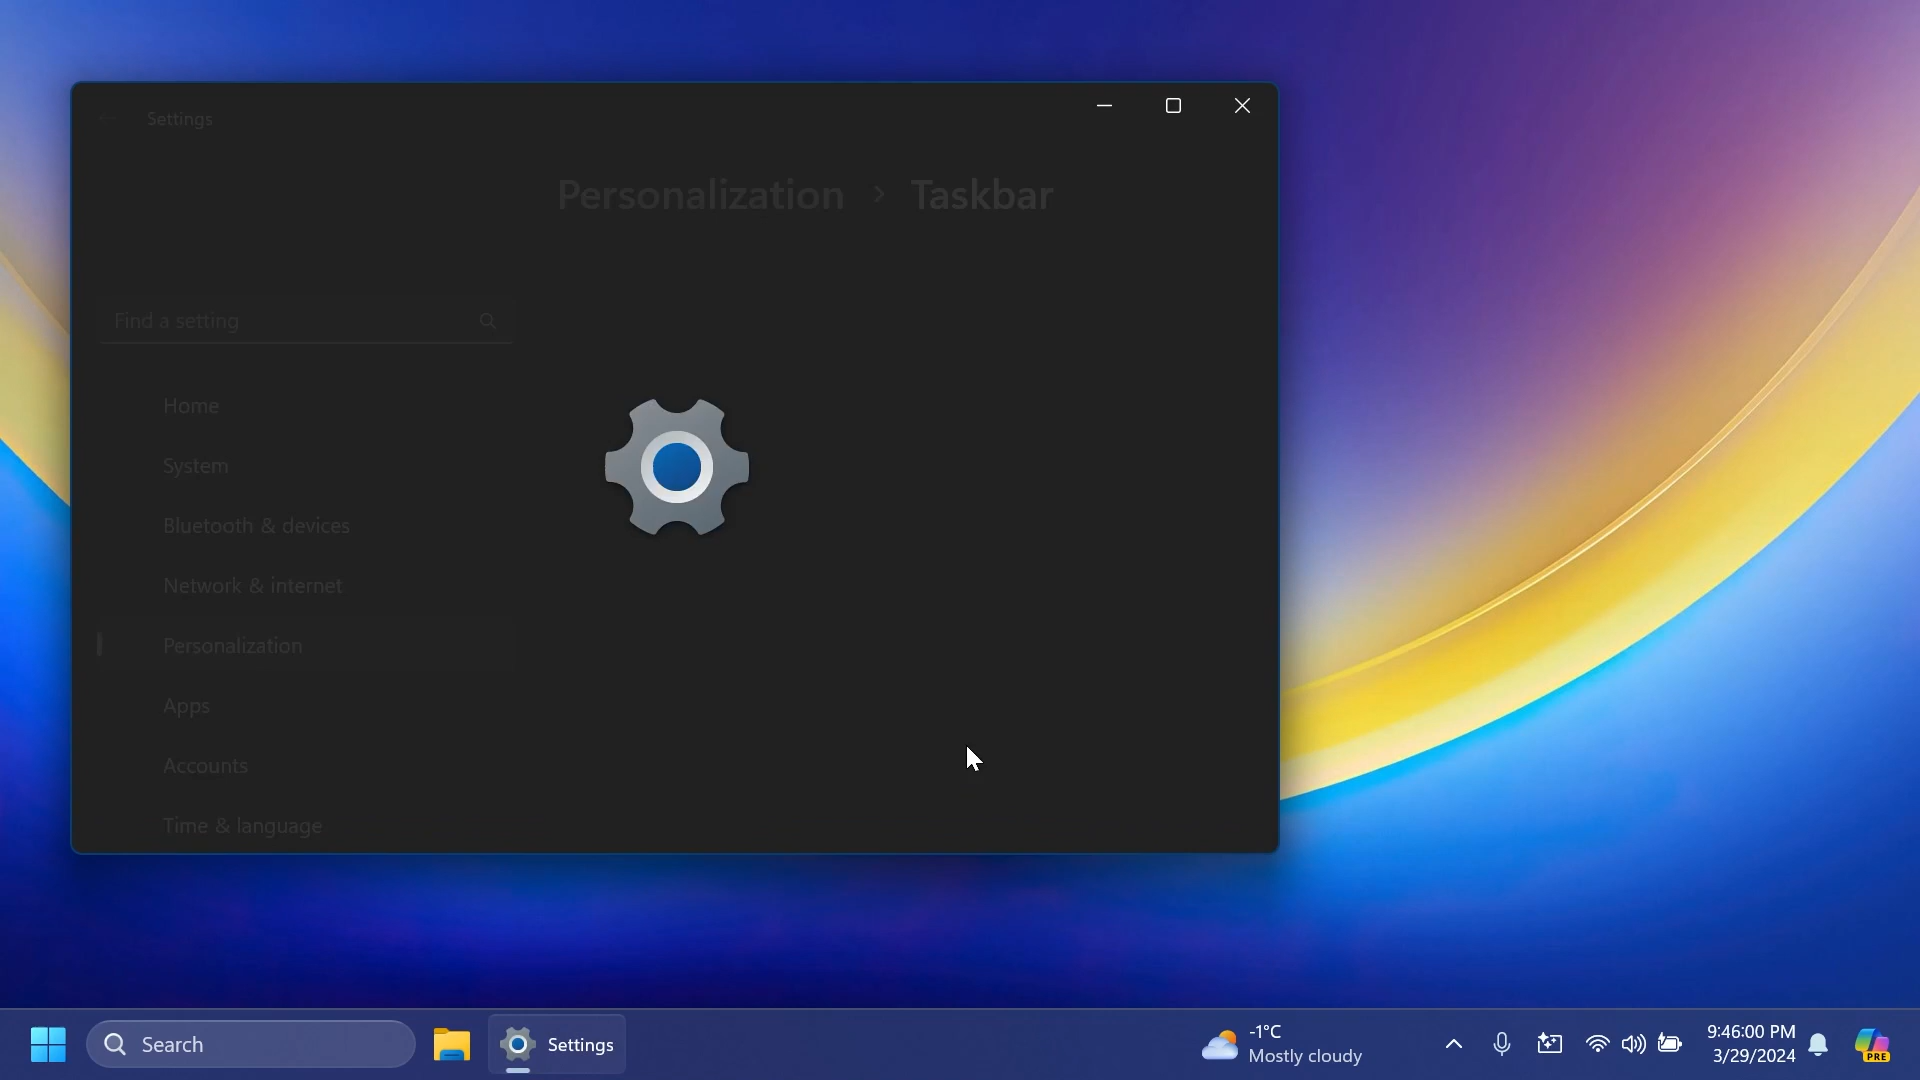 Settings
Personalization > Taskbar
Find a setting
Home
System
Bluetooth & devices
Network & internet
Personalization
Apps
Accounts
Time & language
Search
Settings
-1°C
Mostly cloudy
9:46:00 PM
3/29/2024
PRE